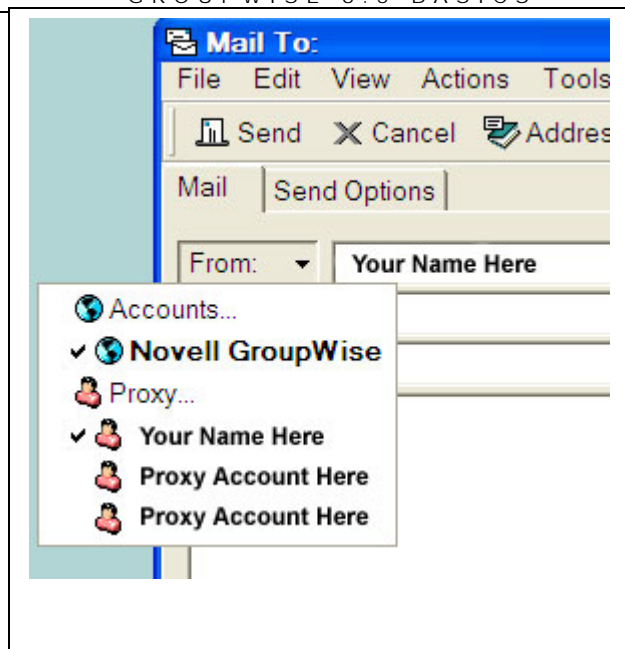 Mail To:
File Edit View Actions Tools
Send Cancel Addres
Mail Send Options
From: Your Name Here
Accounts...
Novell GroupWise
Proxy...
Your Name Here
Proxy Account Here
Proxy Account Here